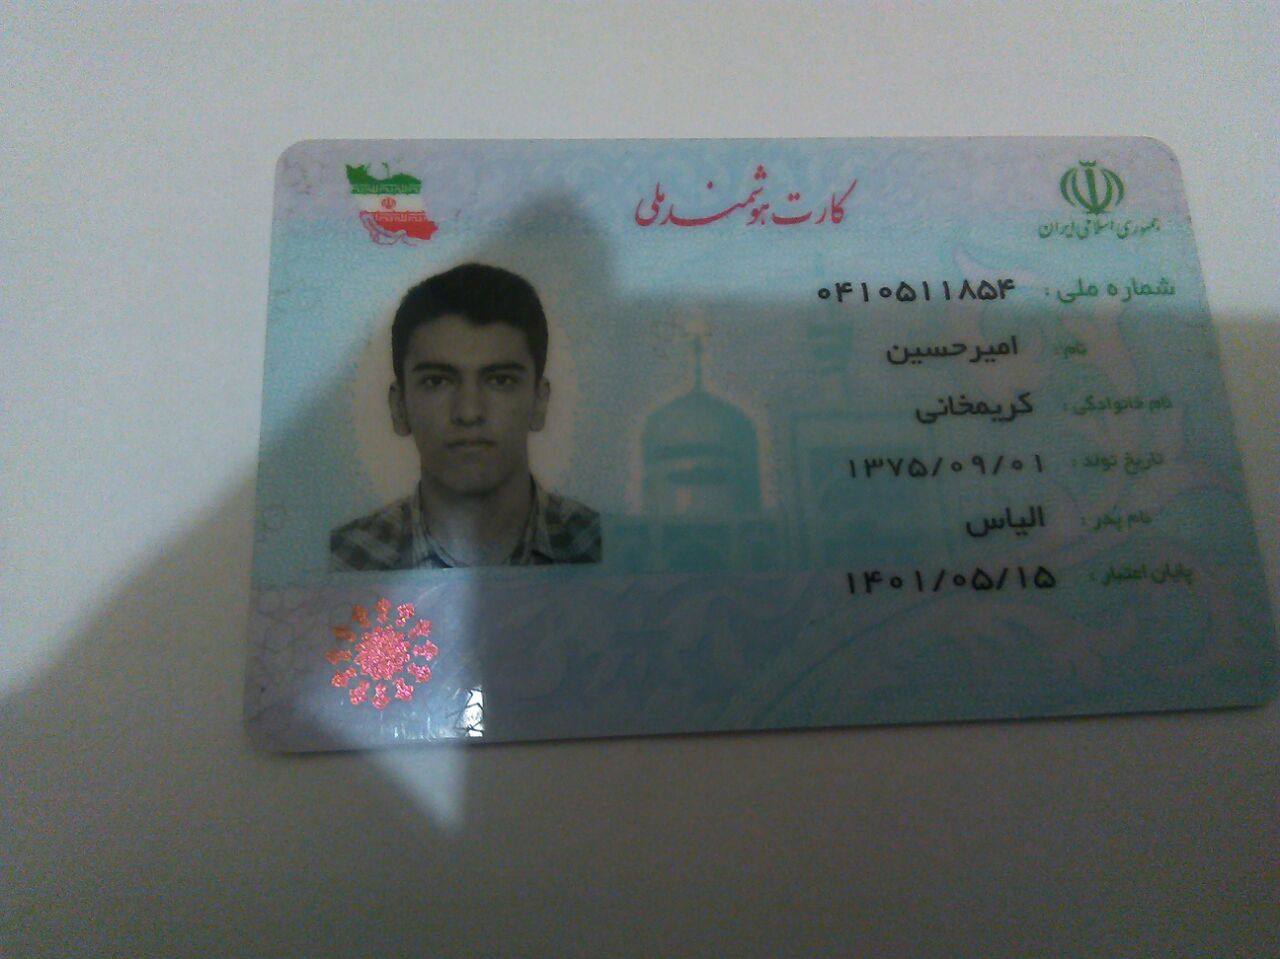 کارت هوشمند ملی
جمهوری اسلامی ایران
شماره ملی: ۰۴۱۰۵۱۱۸۵۴
نام: امیرحسین
نام خانوادگی: کریمخانی
تاریخ تولد: ۱۳۷۵/۰۹/۰۱
نام پدر: الیاس
پایان اعتبار: ۱۴۰۱/۰۵/۱۵